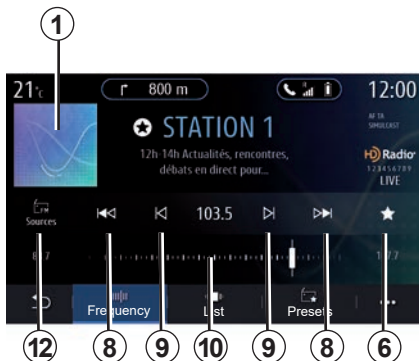 1
21°c
800 m
12:00
STATION 1
AF TA
SIMULCAST
12h-14h Actualités, rencontres,
débats en direct pour...
HD Radio
123456789
LIVE
FM
Sources
103.5
Frequency
List
Presets
12
8
9
10
9
8
6